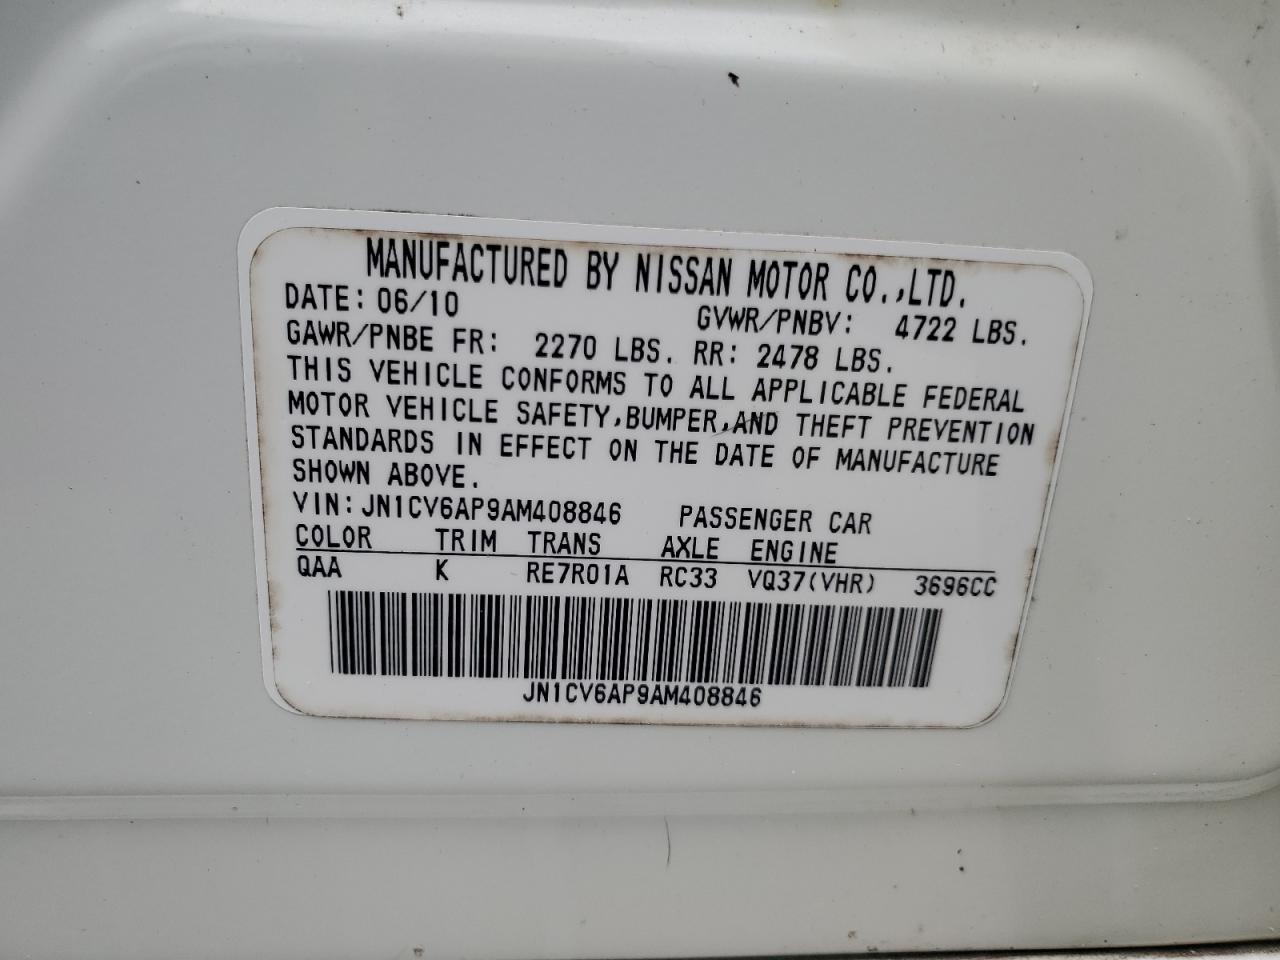 MANUFACTURED BY NISSAN MOTOR CO.,LTD.
DATE: 06/10 GVWR/PNBV: 4722 LBS.
GAWR/PNBE FR: 2270 LBS. RR: 2478 LBS.
THIS VEHICLE CONFORMS TO ALL APPLICABLE FEDERAL
MOTOR VEHICLE SAFETY,BUMPER,AND THEFT PREVENTION
STANDARDS IN EFFECT ON THE DATE OF MANUFACTURE
SHOWN ABOVE.
VIN: JN1CV6AP9AM408846 PASSENGER CAR
COLOR TRIM TRANS AXLE ENGINE
QAA K RE7R01A RC33 VQ37(VHR) 3696CC
JN1CV6AP9AM408846